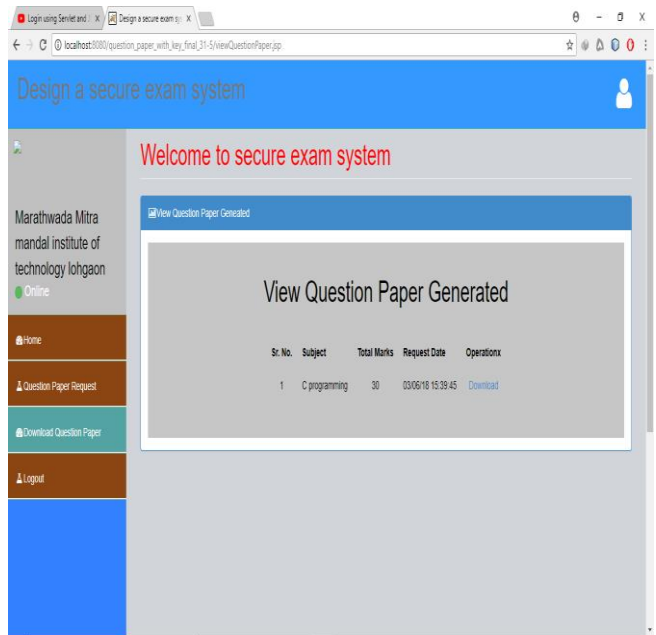 Login using Servlet and J
Design a secure exam sy
localhost:8080/question_paper_with_key_final_31-5/viewQuestionPaper.jsp
Design a secure exam system
Welcome to secure exam system
Marathwada Mitra
mandal institute of
technology lohgaon
Online
Home
Question Paper Request
Download Question Paper
Logout
View Question Paper Geneated
View Question Paper Generated
Sr. No. Subject Total Marks Request Date Operationx
1 C programming 30 03/06/18 15:39:45 Download